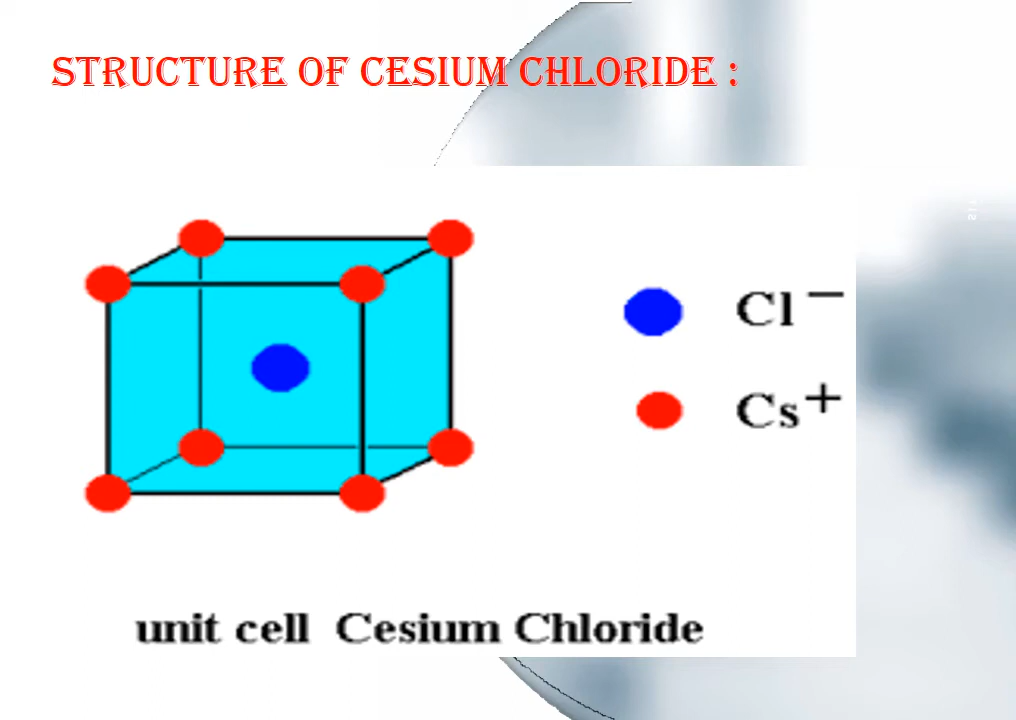 STRUCTURE OF CESIUM CHLORIDE :
Cl⁻
Cs⁺
unit cell Cesium Chloride